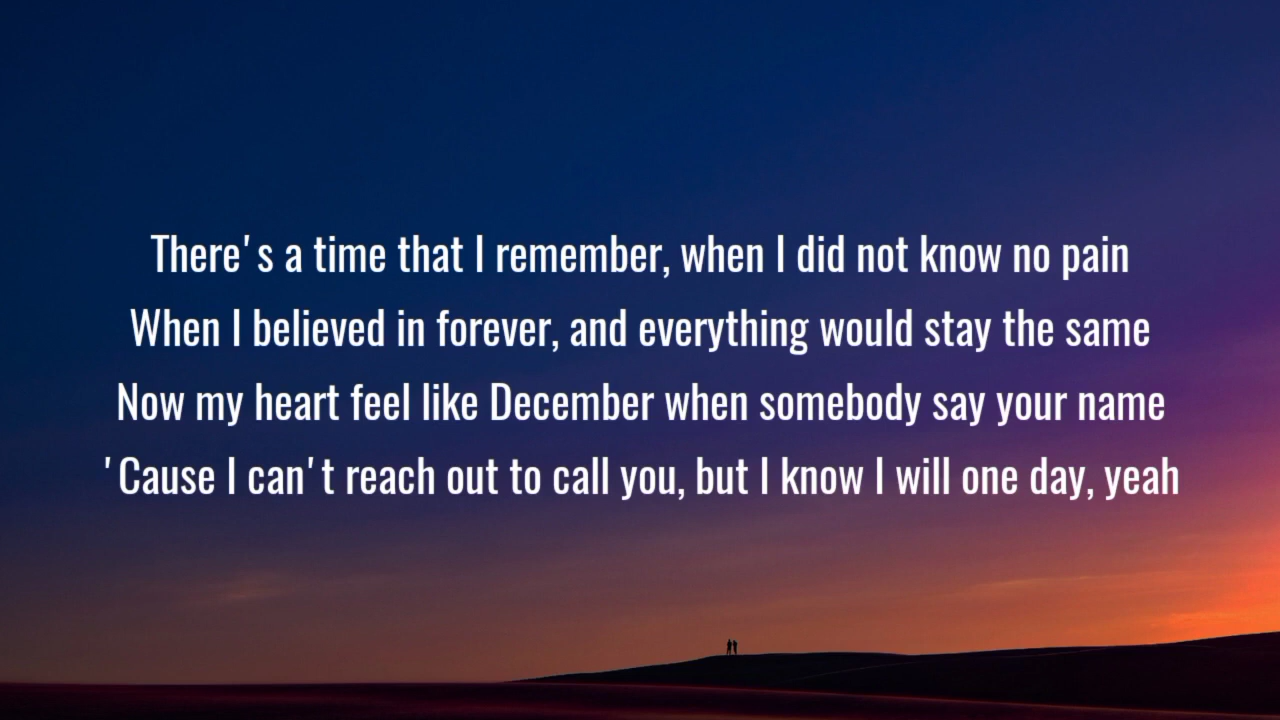 There's a time that I remember, when I did not know no pain
When I believed in forever, and everything would stay the same
Now my heart feel like December when somebody say your name
'Cause I can't reach out to call you, but I know I will one day, yeah